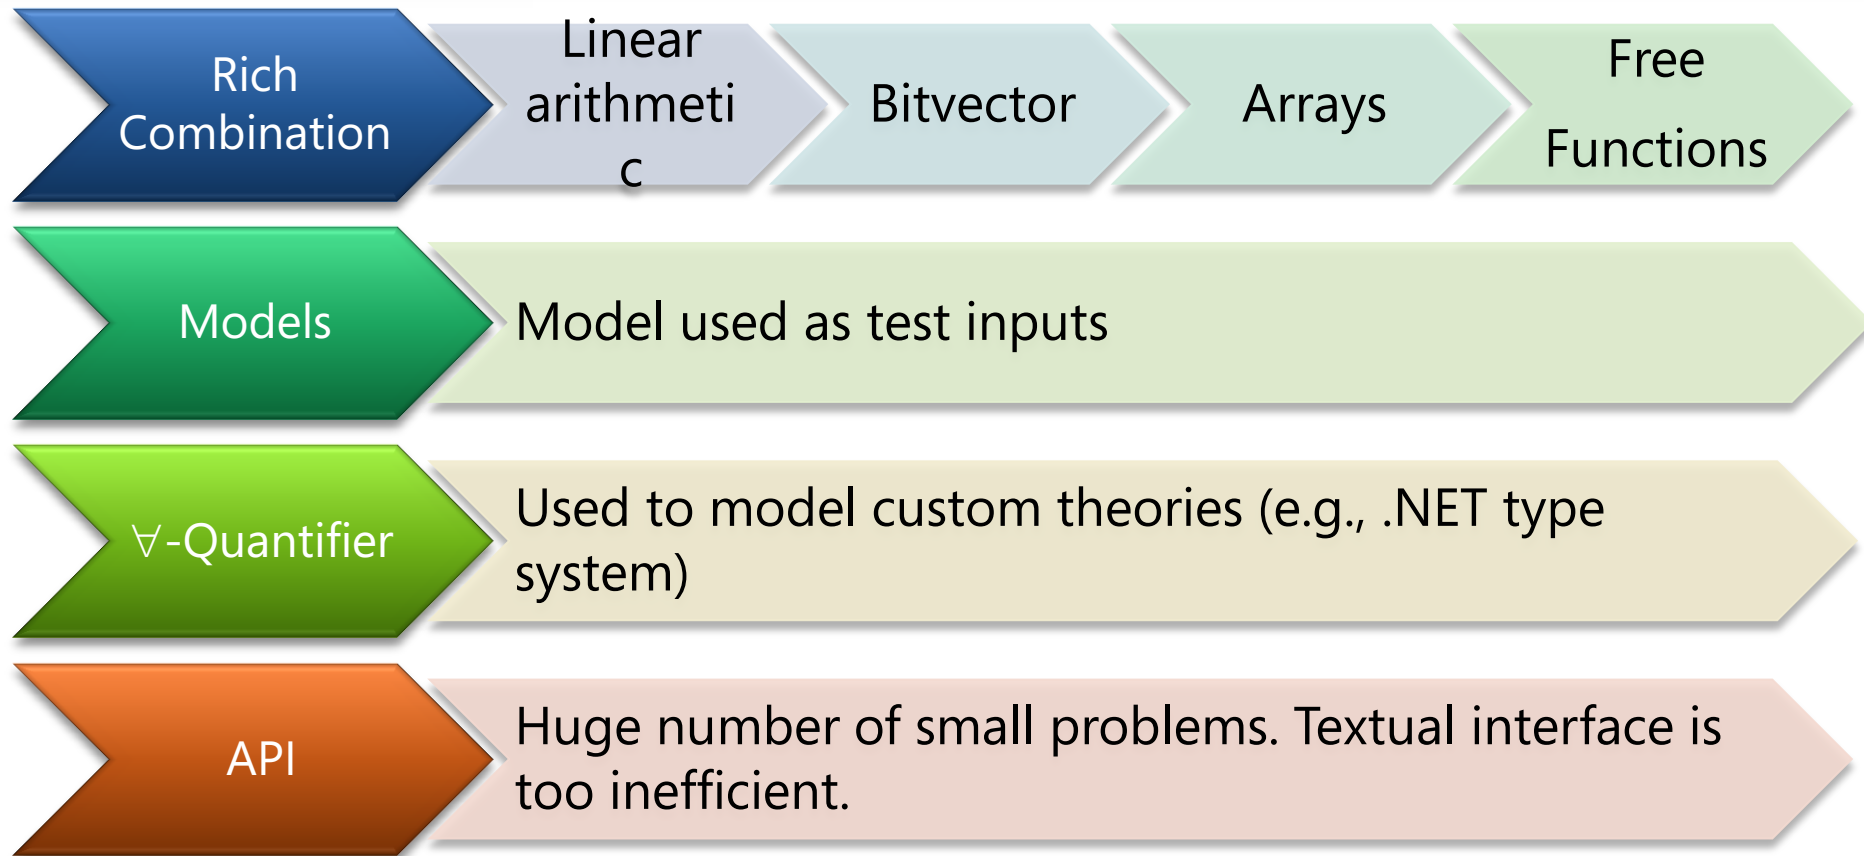 Rich
Combination
Linear
arithmeti
c
Bitvector
Arrays
Free
Functions
Models
Model used as test inputs
∀-Quantifier
Used to model custom theories (e.g., .NET type
system)
API
Huge number of small problems. Textual interface is
too inefficient.